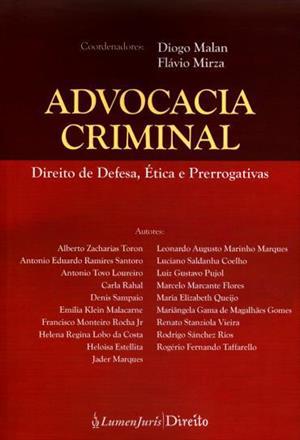 Coordenadores: Diogo Malan
Flávio Mirza
ADVOCACIA
CRIMINAL
Direito de Defesa, Ética e Prerrogativas
Autores:
Alberto Zacharias Toron
Antonio Eduardo Ramires Santoro
Antonio Tovo Loureiro
Carla Rahal
Denis Sampaio
Emilia Klein Malacarne
Francisco Monteiro Rocha Jr
Helena Regina Lobo da Costa
Heloisa Estellita
Jader Marques
Leonardo Augusto Marinho Marques
Luciano Saldanha Coelho
Luiz Gustavo Pujol
Marcelo Marcante Flores
Maria Elizabeth Queijo
Mariângela Gama de Magalhães Gomes
Renato Stanziola Vieira
Rodrigo Sánchez Rios
Rogério Fernando Taffarello
LumenJuris | Direito